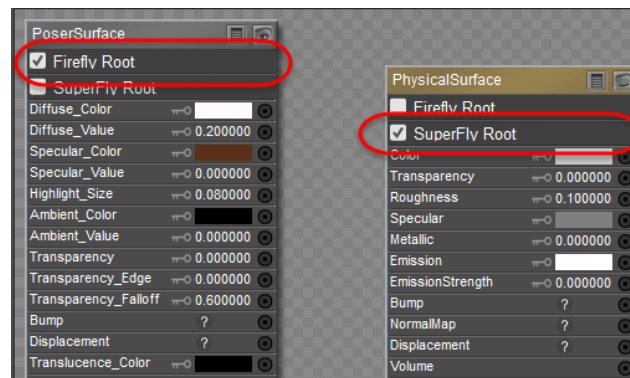 PoserSurface
Firefly Root
SuperFly Root
Diffuse_Color
Diffuse_Value 0.200000
Specular_Color
Specular_Value 0.000000
Highlight_Size 0.080000
Ambient_Color
Ambient_Value 0.000000
Transparency 0.000000
Transparency_Edge 0.000000
Transparency_Falloff 0.600000
Bump ?
Displacement ?
Translucence_Color
PhysicalSurface
Firefly Root
SuperFly Root
Color
Transparency 0.000000
Roughness 0.100000
Specular
Metallic 0.000000
Emission
EmissionStrength 0.000000
Bump ?
NormalMap ?
Displacement ?
Volume